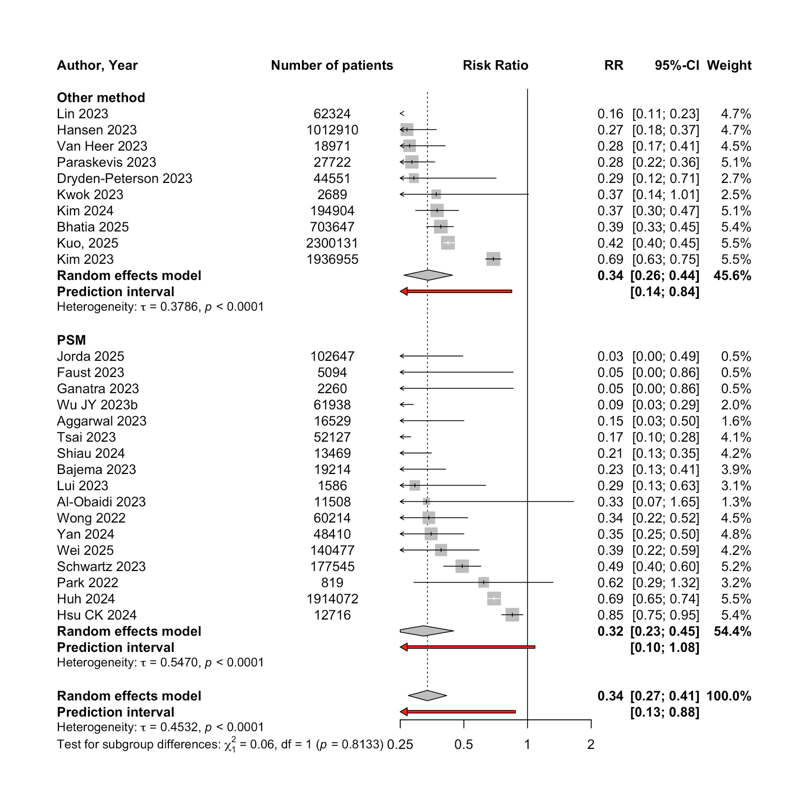 Author, Year Number of patients Risk Ratio RR 95%-CI Weight
Other method
Lin 2023 62324 0.16 [0.11; 0.23] 4.7%
Hansen 2023 1012910 0.27 [0.18; 0.37] 4.7%
Van Heer 2023 18971 0.28 [0.17; 0.41] 4.5%
Paraskevis 2023 27722 0.28 [0.22; 0.36] 5.1%
Dryden-Peterson 2023 44551 0.29 [0.12; 0.71] 2.7%
Kwok 2023 2689 0.37 [0.14; 1.01] 2.5%
Kim 2024 194904 0.37 [0.30; 0.47] 5.1%
Bhatia 2025 703647 0.39 [0.33; 0.45] 5.4%
Kuo, 2025 2300131 0.42 [0.40; 0.45] 5.5%
Kim 2023 1936955 0.69 [0.63; 0.75] 5.5%
Random effects model 0.34 [0.26; 0.44] 45.6%
Prediction interval [0.14; 0.84]
Heterogeneity: τ = 0.3786, p < 0.0001
PSM
Jorda 2025 102647 0.03 [0.00; 0.49] 0.5%
Faust 2023 5094 0.05 [0.00; 0.86] 0.5%
Ganatra 2023 2260 0.05 [0.00; 0.86] 0.5%
Wu JY 2023b 61938 0.09 [0.03; 0.29] 2.0%
Aggarwal 2023 16529 0.15 [0.03; 0.50] 1.6%
Tsai 2023 52127 0.17 [0.10; 0.28] 4.1%
Shiau 2024 13469 0.21 [0.13; 0.35] 4.2%
Bajema 2023 19214 0.23 [0.13; 0.41] 3.9%
Lui 2023 1586 0.29 [0.13; 0.63] 3.1%
Al-Obaidi 2023 11508 0.33 [0.07; 1.65] 1.3%
Wong 2022 60214 0.34 [0.22; 0.52] 4.5%
Yan 2024 48410 0.35 [0.25; 0.50] 4.8%
Wei 2025 140477 0.39 [0.22; 0.59] 4.2%
Schwartz 2023 177545 0.49 [0.40; 0.60] 5.2%
Park 2022 819 0.62 [0.29; 1.32] 3.2%
Huh 2024 1914072 0.69 [0.65; 0.74] 5.5%
Hsu CK 2024 12716 0.85 [0.75; 0.95] 5.4%
Random effects model 0.32 [0.23; 0.45] 54.4%
Prediction interval [0.10; 1.08]
Heterogeneity: τ = 0.5470, p < 0.0001
Random effects model 0.34 [0.27; 0.41] 100.0%
Prediction interval [0.13; 0.88]
Heterogeneity: τ = 0.4532, p < 0.0001
Test for subgroup differences: χ²₁ = 0.06, df = 1 (p = 0.8133) 0.25 0.5 1 2